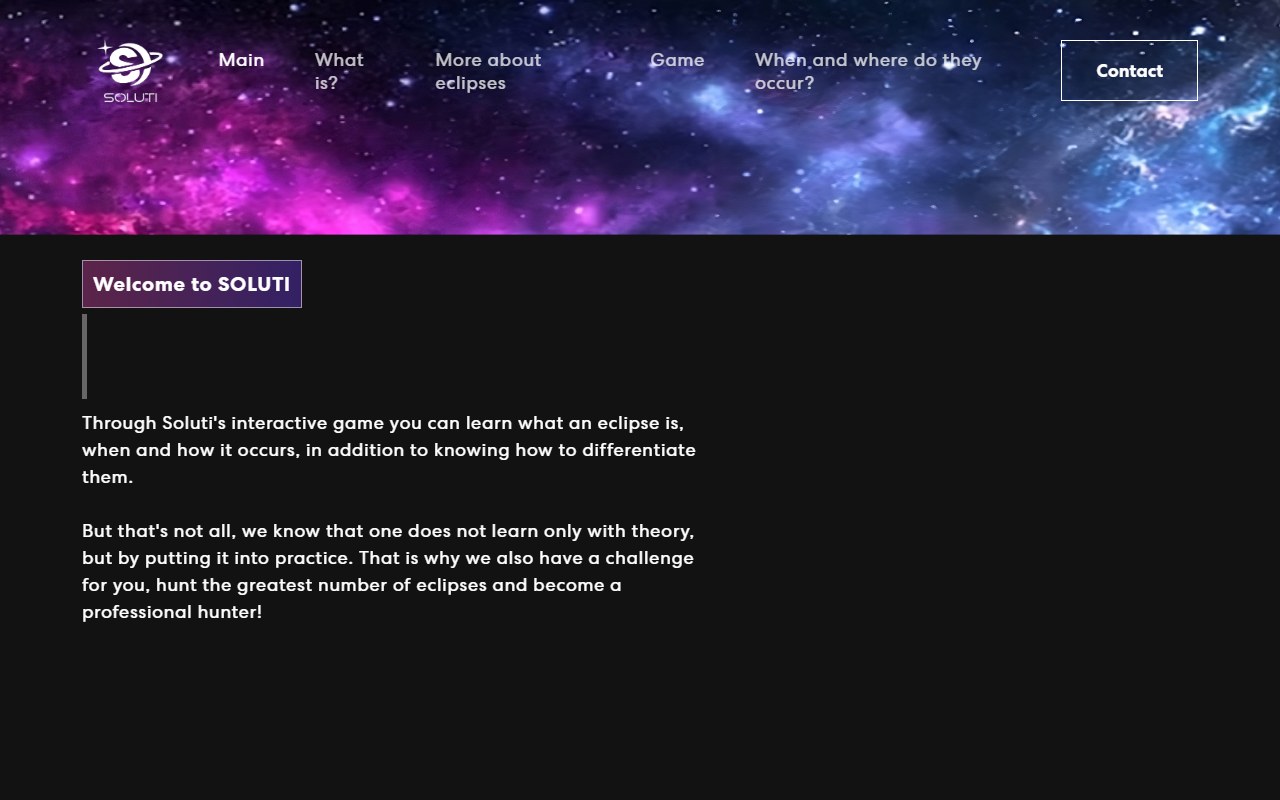 SOLUTI
Main
What
is?
More about
eclipses
Game
When and where do they
occur?
Contact
Welcome to SOLUTI
Through Soluti's interactive game you can learn what an eclipse is,
when and how it occurs, in addition to knowing how to differentiate
them.
But that's not all, we know that one does not learn only with theory,
but by putting it into practice. That is why we also have a challenge
for you, hunt the greatest number of eclipses and become a
professional hunter!